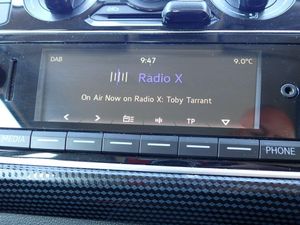 DAB 9:47 9.0°C
Radio X
On Air Now on Radio X: Toby Tarrant
TP
MEDIA PHONE